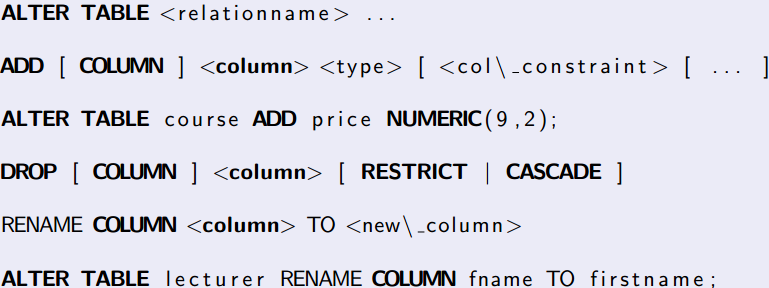 ALTER TABLE <relationname> ...
ADD [ COLUMN ] <column> <type> [ <col\_constraint> [ ... ]
ALTER TABLE course ADD price NUMERIC(9,2);
DROP [ COLUMN ] <column> [ RESTRICT | CASCADE ]
RENAME COLUMN <column> TO <new\_column>
ALTER TABLE lecturer RENAME COLUMN fname TO firstname;